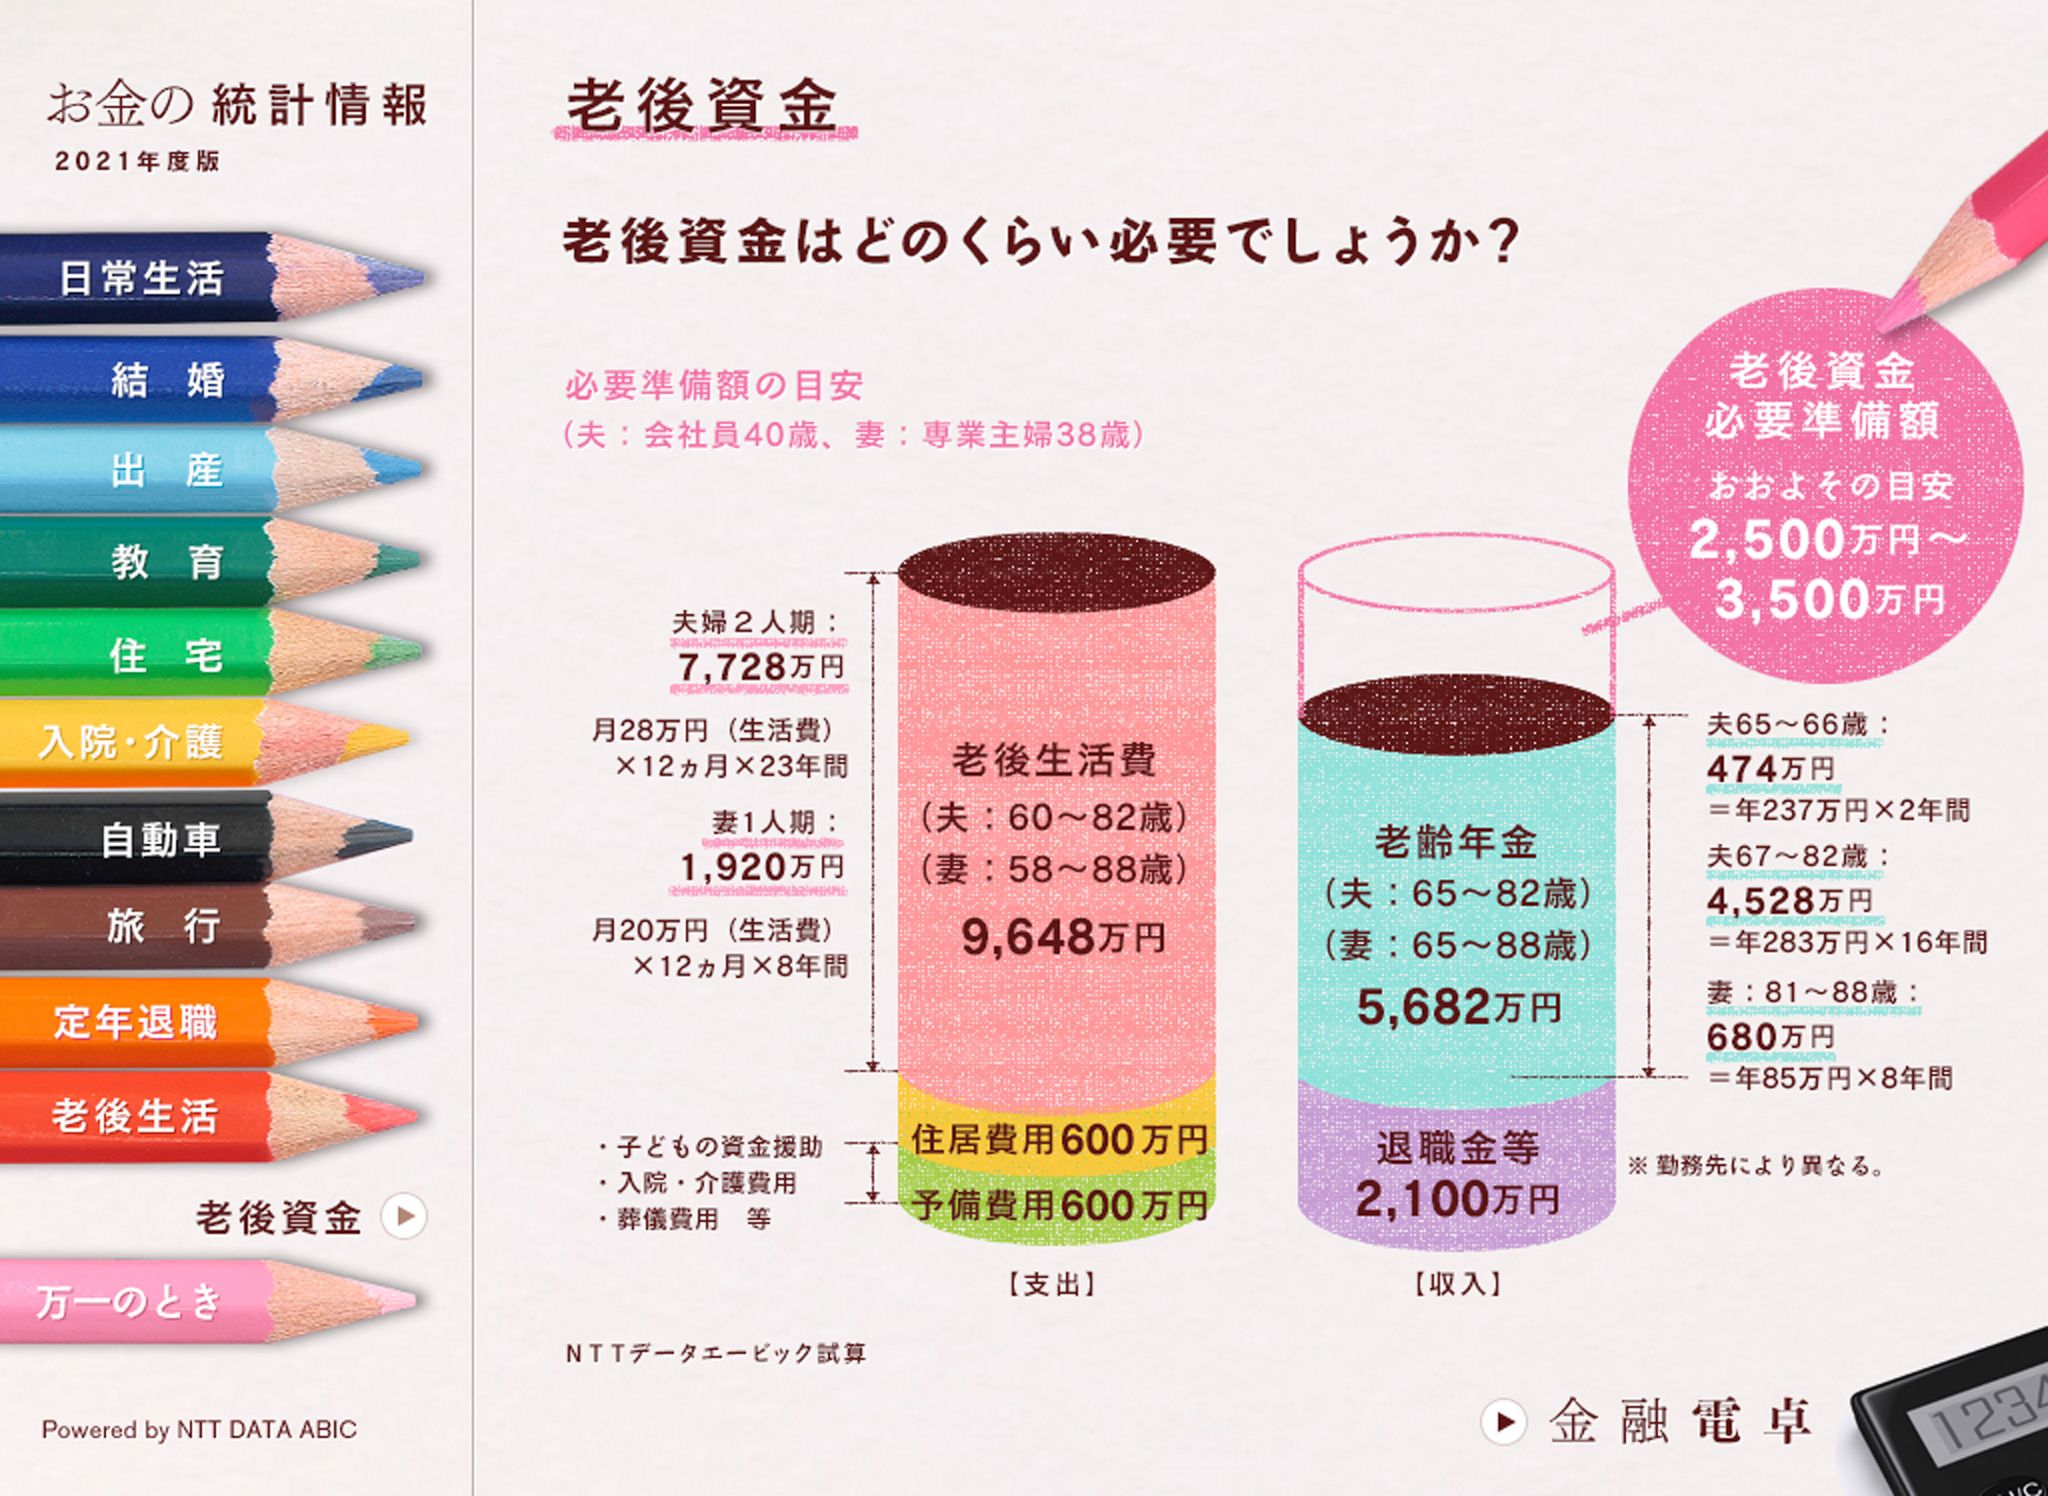 お金の統計情報
2021年度版
日常生活
結　婚
出　産
教　育
住　宅
入院・介護
自動車
旅　行
定年退職
老後生活
老後資金
万一のとき
Powered by NTT DATA ABIC
老後資金
老後資金はどのくらい必要でしょうか？
必要準備額の目安
（夫：会社員40歳、妻：専業主婦38歳）
老後資金
必要準備額
おおよその目安
2,500万円～
3,500万円
夫婦２人期：
7,728万円
月28万円（生活費）
×12ヵ月×23年間
妻1人期：
1,920万円
月20万円（生活費）
×12ヵ月×8年間
・子どもの資金援助
・入院・介護費用
・葬儀費用　等
老後生活費
（夫：60～82歳）
（妻：58～88歳）
9,648万円
住居費用600万円
予備費用600万円
【支出】
老齢年金
（夫：65～82歳）
（妻：65～88歳）
5,682万円
退職金等
2,100万円
【収入】
夫65～66歳：
474万円
＝年237万円×2年間
夫67～82歳：
4,528万円
＝年283万円×16年間
妻：81～88歳：
680万円
＝年85万円×8年間
※ 勤務先により異なる。
NTTデータエービック試算
金融電卓
1234